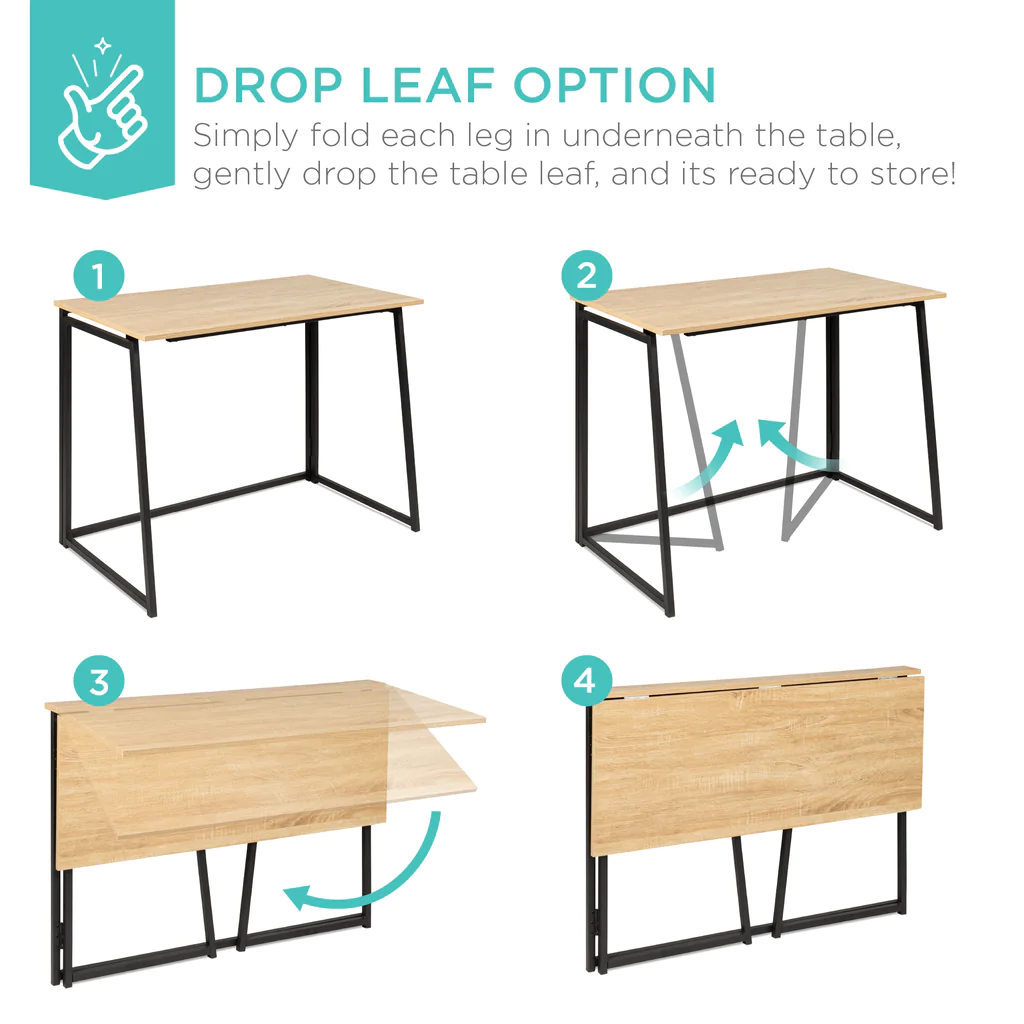 DROP LEAF OPTION
Simply fold each leg in underneath the table,
gently drop the table leaf, and its ready to store!
1
2
3
4